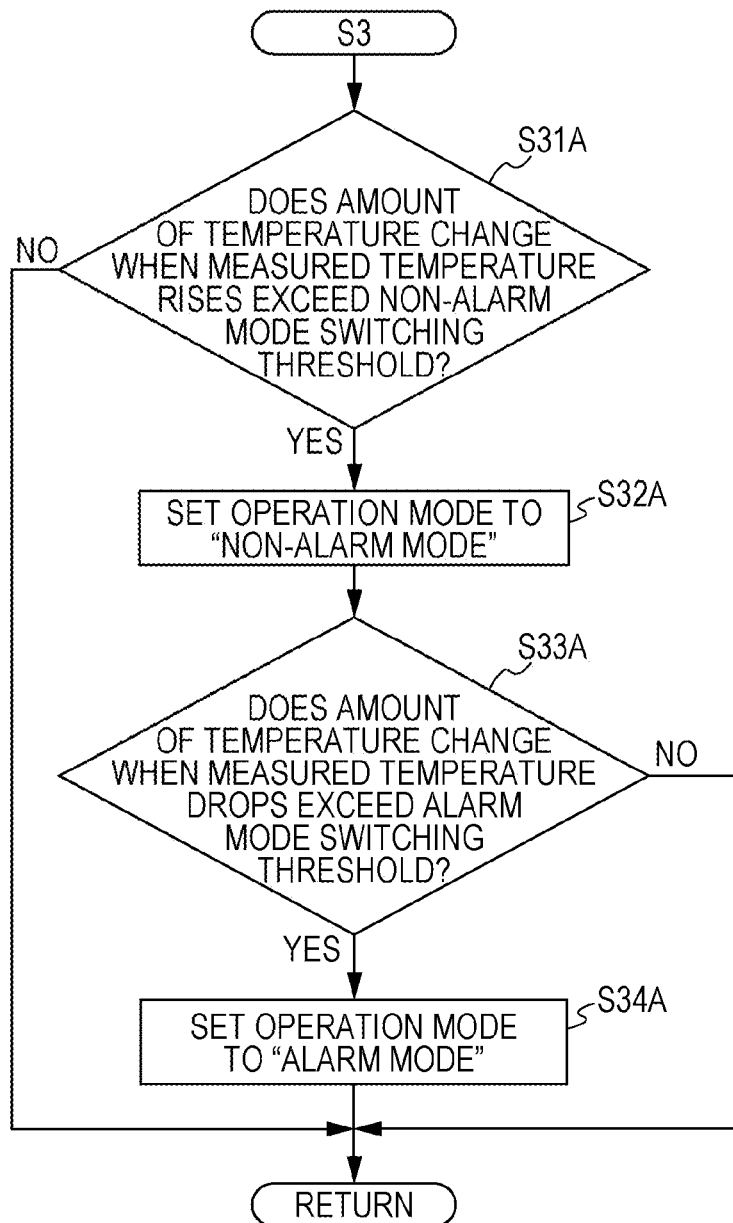 S3
S31A
DOES AMOUNT
OF TEMPERATURE CHANGE
NO
WHEN MEASURED TEMPERATURE
RISES EXCEED NON-ALARM
MODE SWITCHING
THRESHOLD?
YES
S32A
SET OPERATION MODE TO
“NON-ALARM MODE”
S33A
DOES AMOUNT
OF TEMPERATURE CHANGE
NO
WHEN MEASURED TEMPERATURE
DROPS EXCEED ALARM
MODE SWITCHING
THRESHOLD?
YES
S34A
SET OPERATION MODE
TO “ALARM MODE”
RETURN